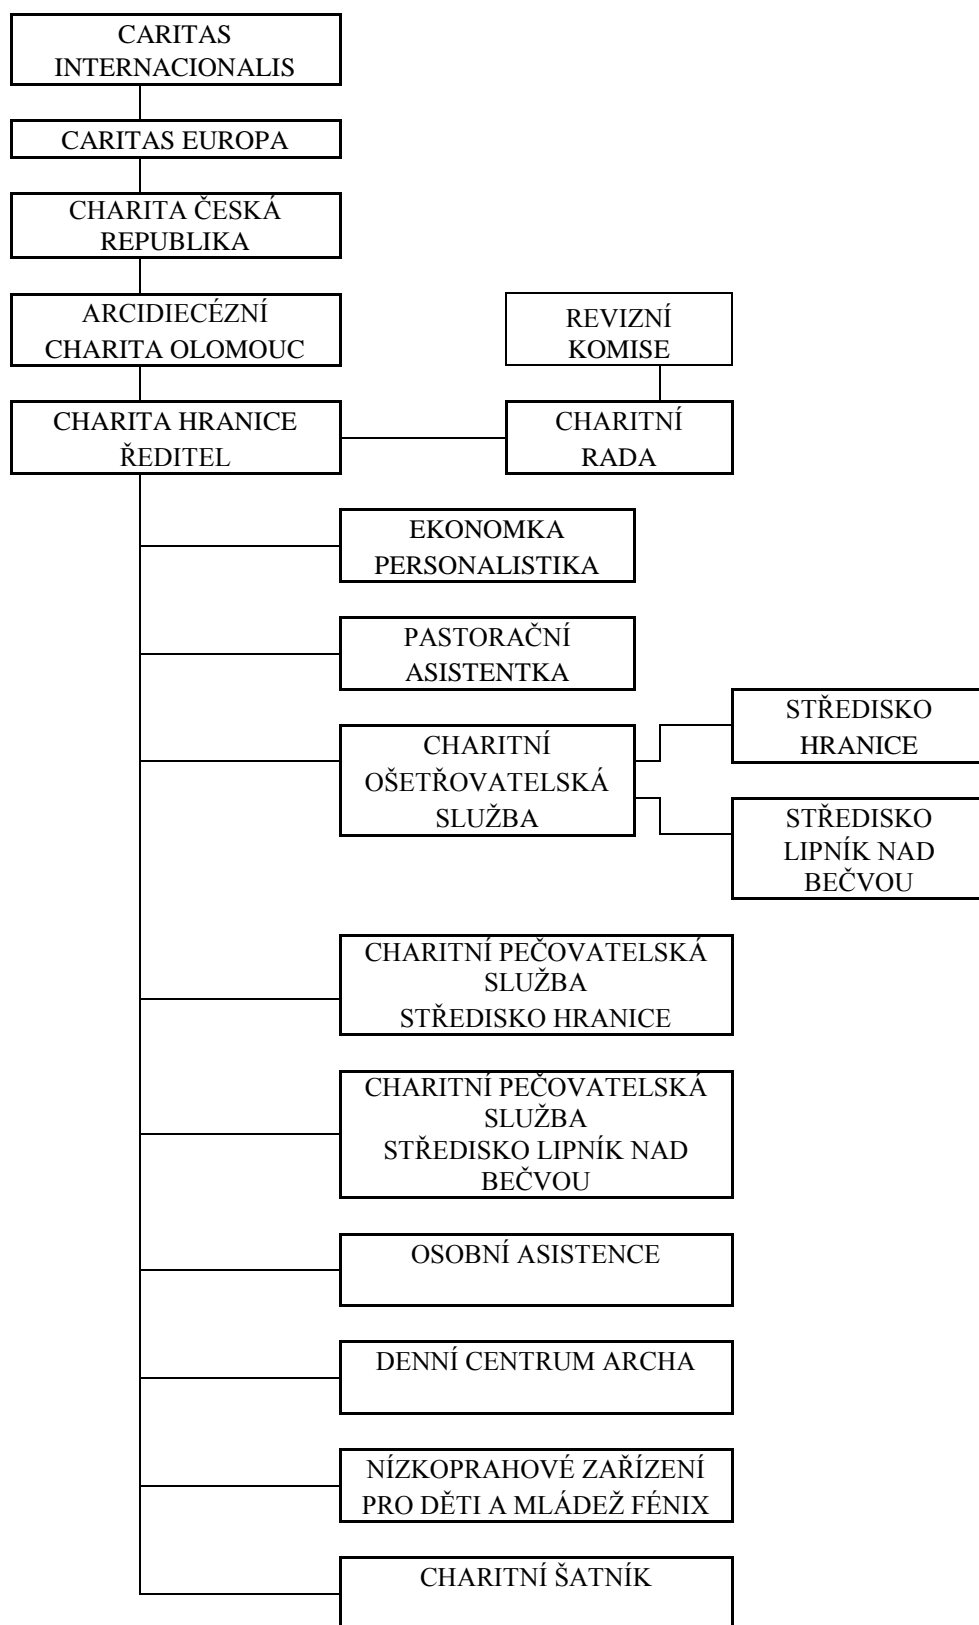 CARITAS
INTERNACIONALIS
CARITAS EUROPA
CHARITA ČESKÁ
REPUBLIKA
ARCIDIECÉZNÍ
CHARITA OLOMOUC
REVIZNÍ
KOMISE
CHARITA HRANICE
ŘEDITEL
CHARITNÍ
RADA
EKONOMKA
PERSONALISTIKA
PASTORAČNÍ
ASISTENTKA
CHARITNÍ
OŠETŘOVATELSKÁ
SLUŽBA
STŘEDISKO
HRANICE
STŘEDISKO
LIPNÍK NAD
BEČVOU
CHARITNÍ PEČOVATELSKÁ
SLUŽBA
STŘEDISKO HRANICE
CHARITNÍ PEČOVATELSKÁ
SLUŽBA
STŘEDISKO LIPNÍK NAD
BEČVOU
OSOBNÍ ASISTENCE
DENNÍ CENTRUM ARCHA
NÍZKOPRAHOVÉ ZAŘÍZENÍ
PRO DĚTI A MLÁDEŽ FÉNIX
CHARITNÍ ŠATNÍK